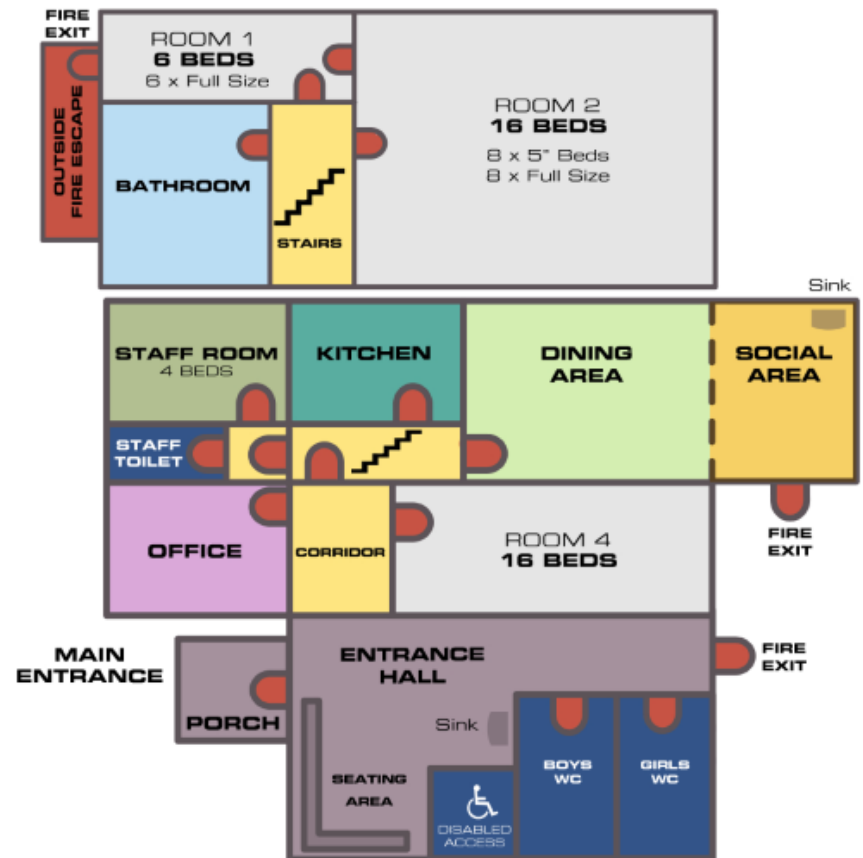 FIRE
EXIT
OUTSIDE
FIRE ESCAPE
ROOM 1
6 BEDS
6 x Full Size
BATHROOM
STAIRS
ROOM 2
16 BEDS
8 x 5" Beds
8 x Full Size
Sink
STAFF ROOM
4 BEDS
KITCHEN
DINING
AREA
SOCIAL
AREA
STAFF
TOILET
OFFICE
CORRIDOR
ROOM 4
16 BEDS
FIRE
EXIT
MAIN
ENTRANCE
PORCH
ENTRANCE
HALL
FIRE
EXIT
Sink
SEATING
AREA
DISABLED
ACCESS
BOYS
WC
GIRLS
WC